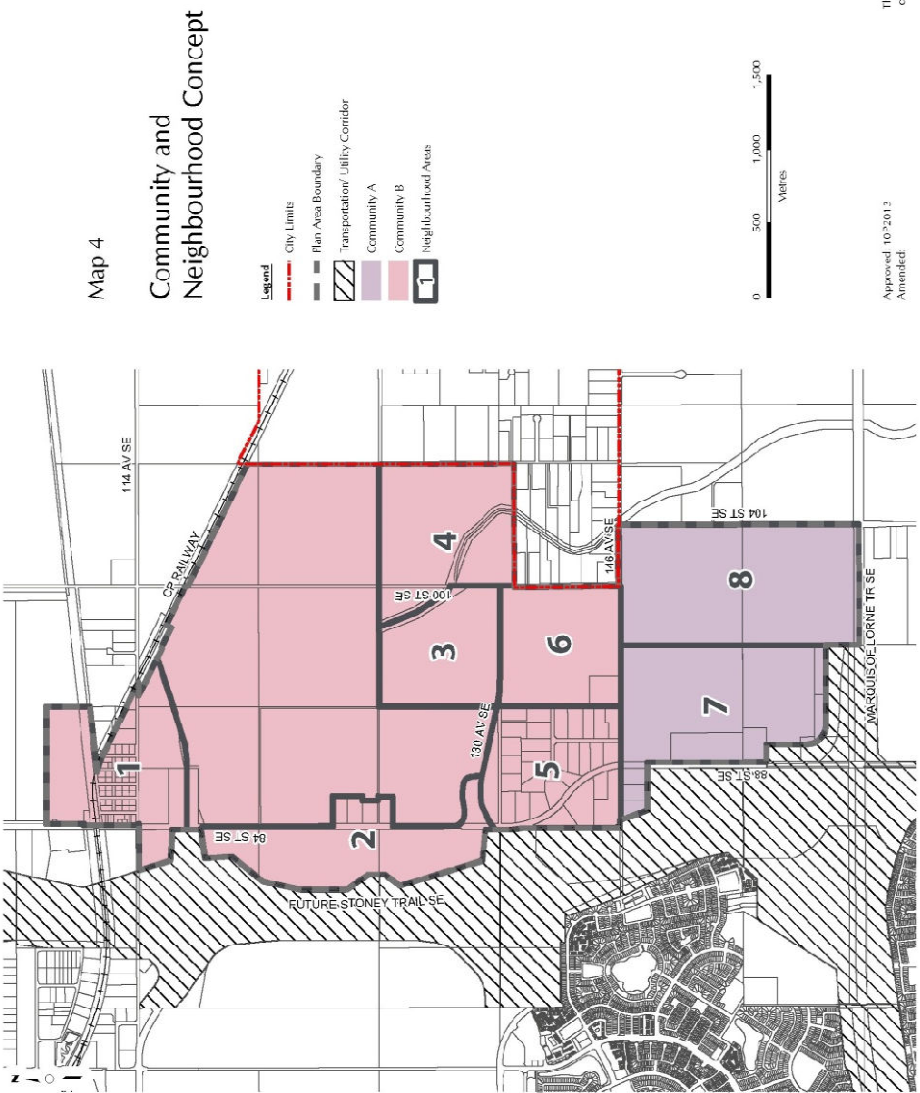 Map 4
Community and
Neighbourhood Concept
Legend
City Limits
Plan Area Boundary
Transportation/ Utility Corridor
Community A
Community B
1
Neighbourhood Areas
0
500
1,000
1,500
Metres
Amended:
N
114 AV SE
CP RAILWAY
1
84 ST SE
2
FUTURE STONEY TRAIL SE
100 ST SE
3
4
130 AV SE
5
6
146 AV SE
88 ST SE
7
8
104 ST SE
MARQUIS OF LORNE TR SE